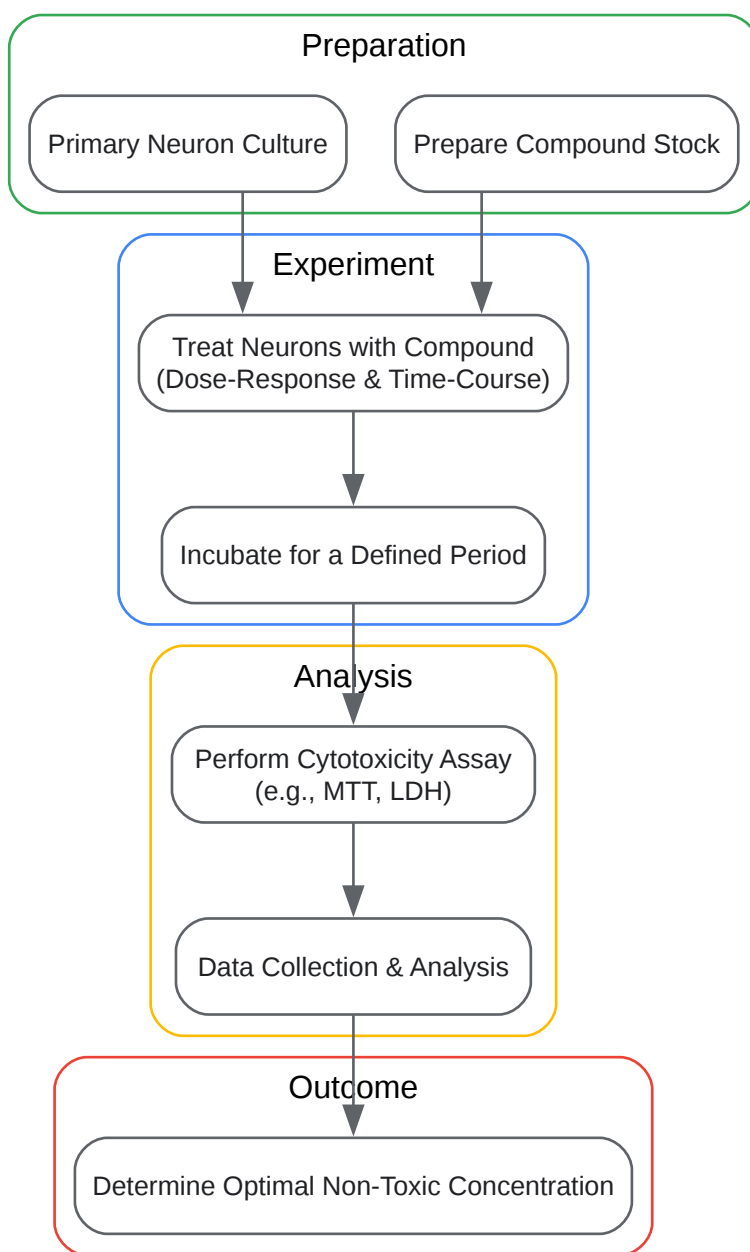 Preparation
Primary Neuron Culture
Prepare Compound Stock
Experiment
Treat Neurons with Compound
(Dose-Response & Time-Course)
Incubate for a Defined Period
Analysis
Perform Cytotoxicity Assay
(e.g., MTT, LDH)
Data Collection & Analysis
Outcome
Determine Optimal Non-Toxic Concentration